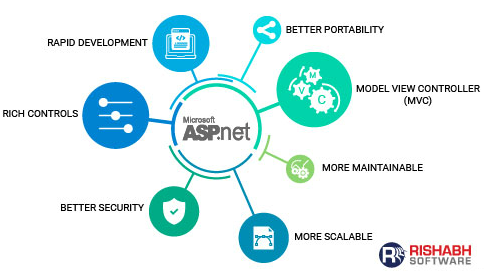 BETTER PORTABILITY
RAPID DEVELOPMENT
MODEL VIEW CONTROLLER
(MVC)
M
V
C
RICH CONTROLS
Microsoft
ASP.net
MORE MAINTAINABLE
BETTER SECURITY
MORE SCALABLE
R
RISHABH
SOFTWARE